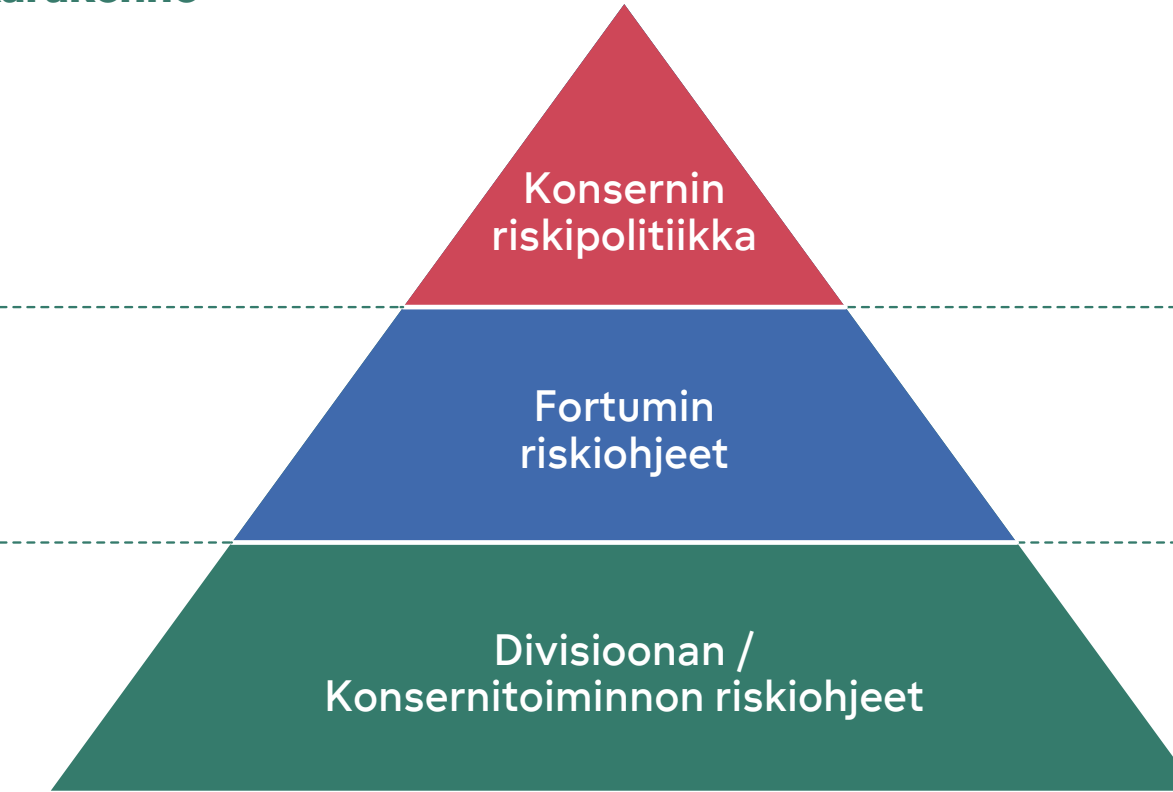 Konsernin
riskipolitiikka
Fortumin
riskiohjeet
Divisioonan /
Konsernitoiminnon riskiohjeet